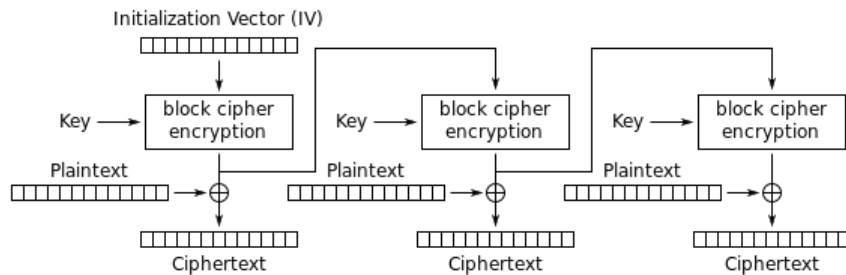 Initialization Vector (IV)
Key
block cipher
encryption
Key
block cipher
encryption
Key
block cipher
encryption
Plaintext
Plaintext
Plaintext
Ciphertext
Ciphertext
Ciphertext